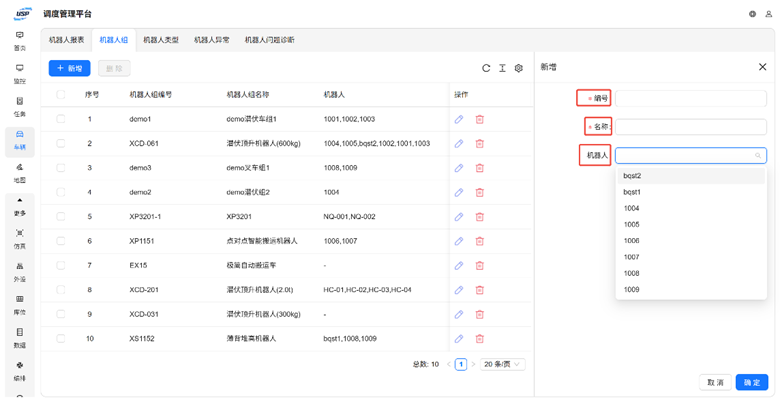 USP 调度管理平台
首页
监控
任务
车辆
地图
更多
仿真
外设
库位
数据
编排
机器人报表 机器人组 机器人类型 机器人异常 机器人问题诊断
+ 新增 删 除
序号 机器人组编号 机器人组名称 机器人 操作
1 demo1 demo潜伏车组1 1001,1002,1003
2 XCD-061 潜伏顶升机器人(600kg) 1004,1005,bqst2,1002,1001,1003
3 demo3 demo叉车组1 1008,1009
4 demo2 demo潜伏组2 1004
5 XP3201-1 XP3201 NQ-001,NQ-002
6 XP1151 点对点智能搬运机器人 1006,1007
7 EX15 极简自动搬运车 -
8 XCD-201 潜伏顶升机器人(2.0t) HC-01,HC-02,HC-03,HC-04
9 XCD-031 潜伏顶升机器人(300kg) -
10 XS1152 薄背堆高机器人 bqst1,1008,1009
总数: 10 < 1 > 20 条/页
新增
* 编号
* 名称:
机器人
bqst2
bqst1
1004
1005
1006
1007
1008
1009
取 消 确 定